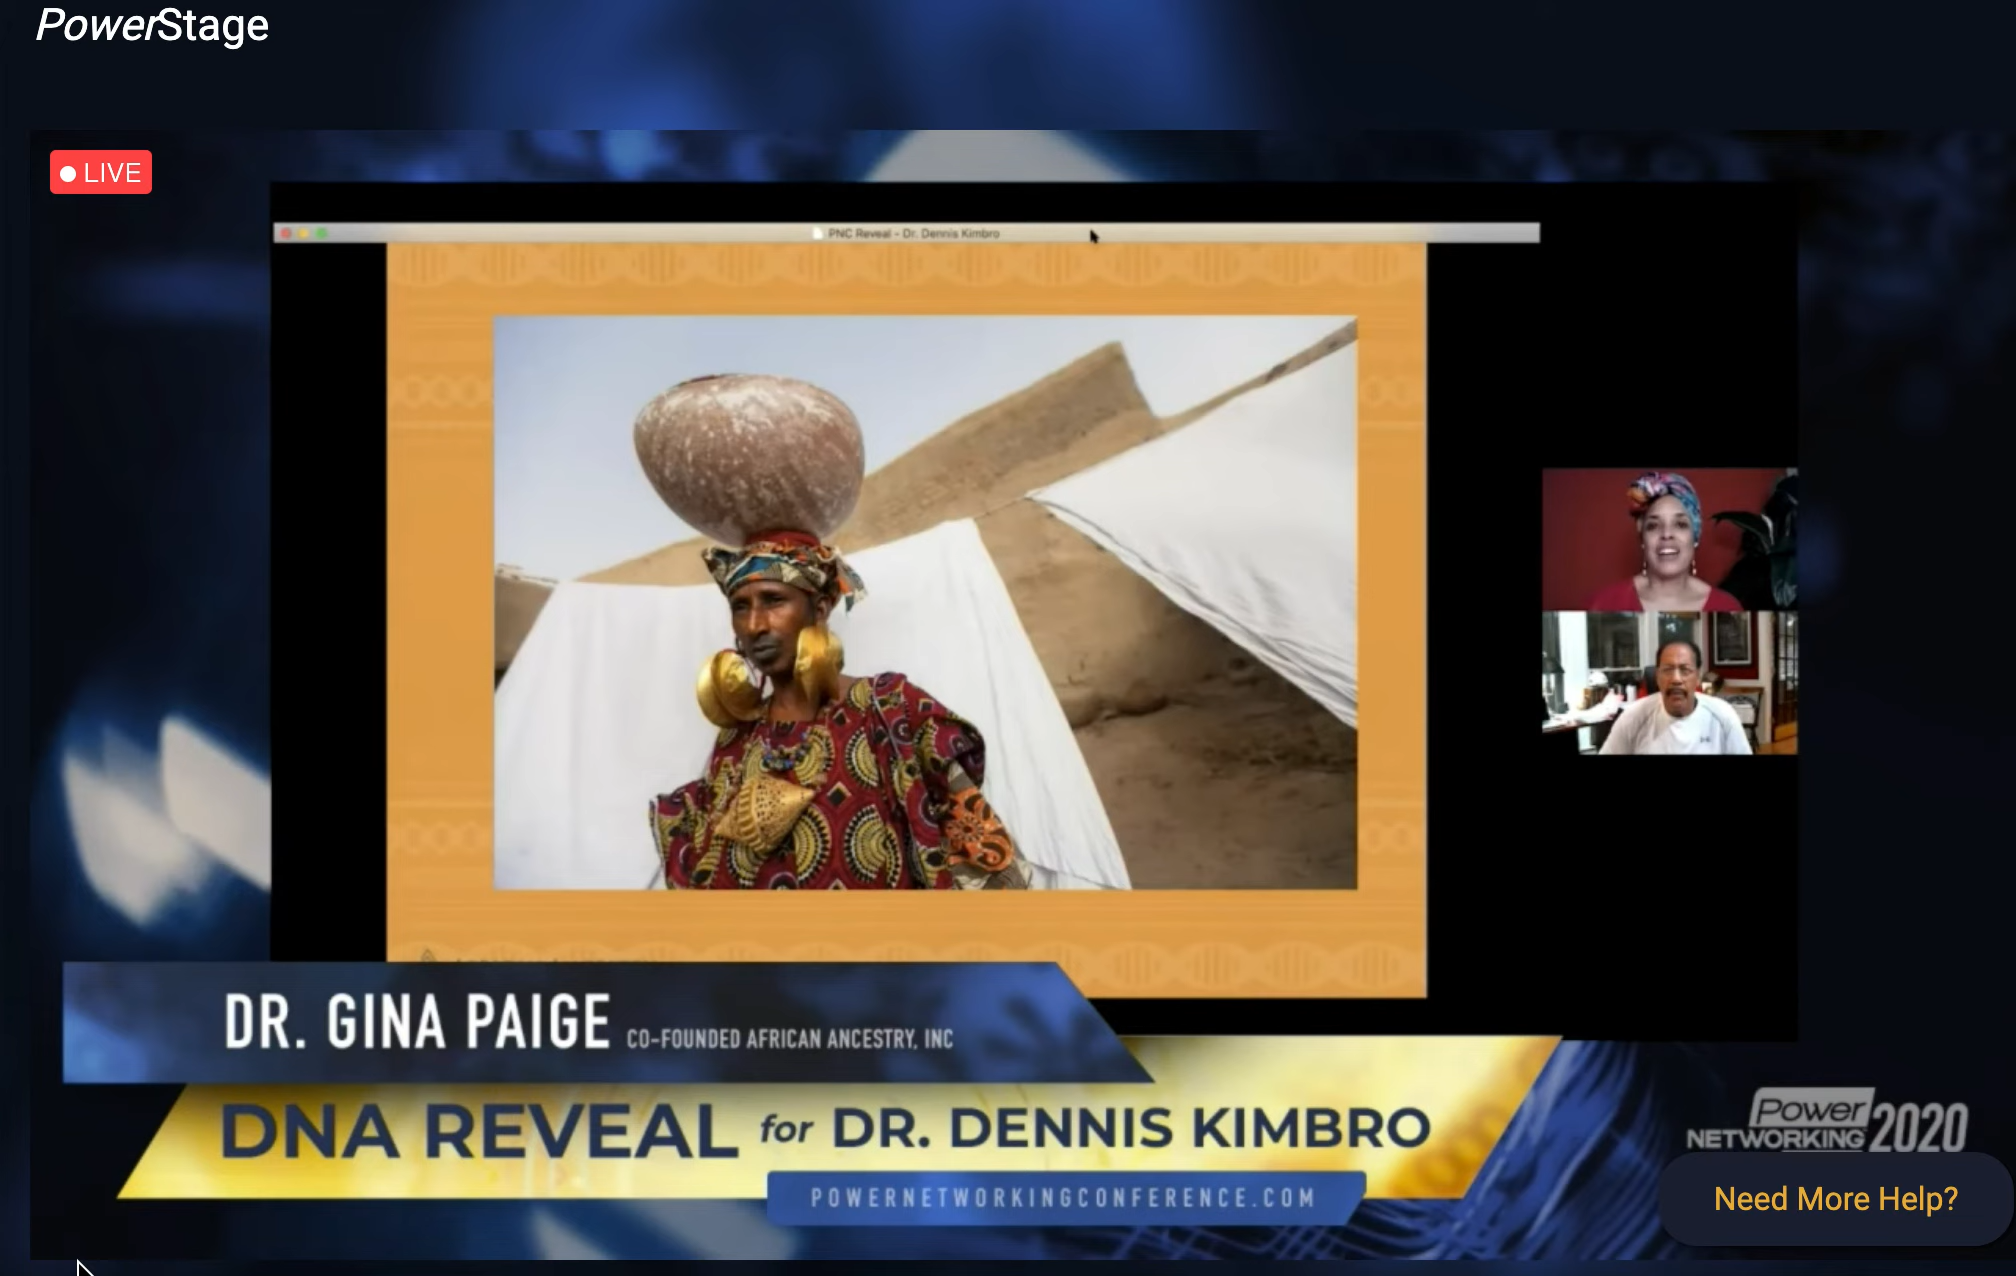 PowerStage
LIVE
PNC Reveal - Dr. Dennis Kimbro
DR. GINA PAIGE CO-FOUNDED AFRICAN ANCESTRY, INC
DNA REVEAL for DR. DENNIS KIMBRO
POWERNETWORKINGCONFERENCE.COM
Power
NETWORKING 2020
Need More Help?